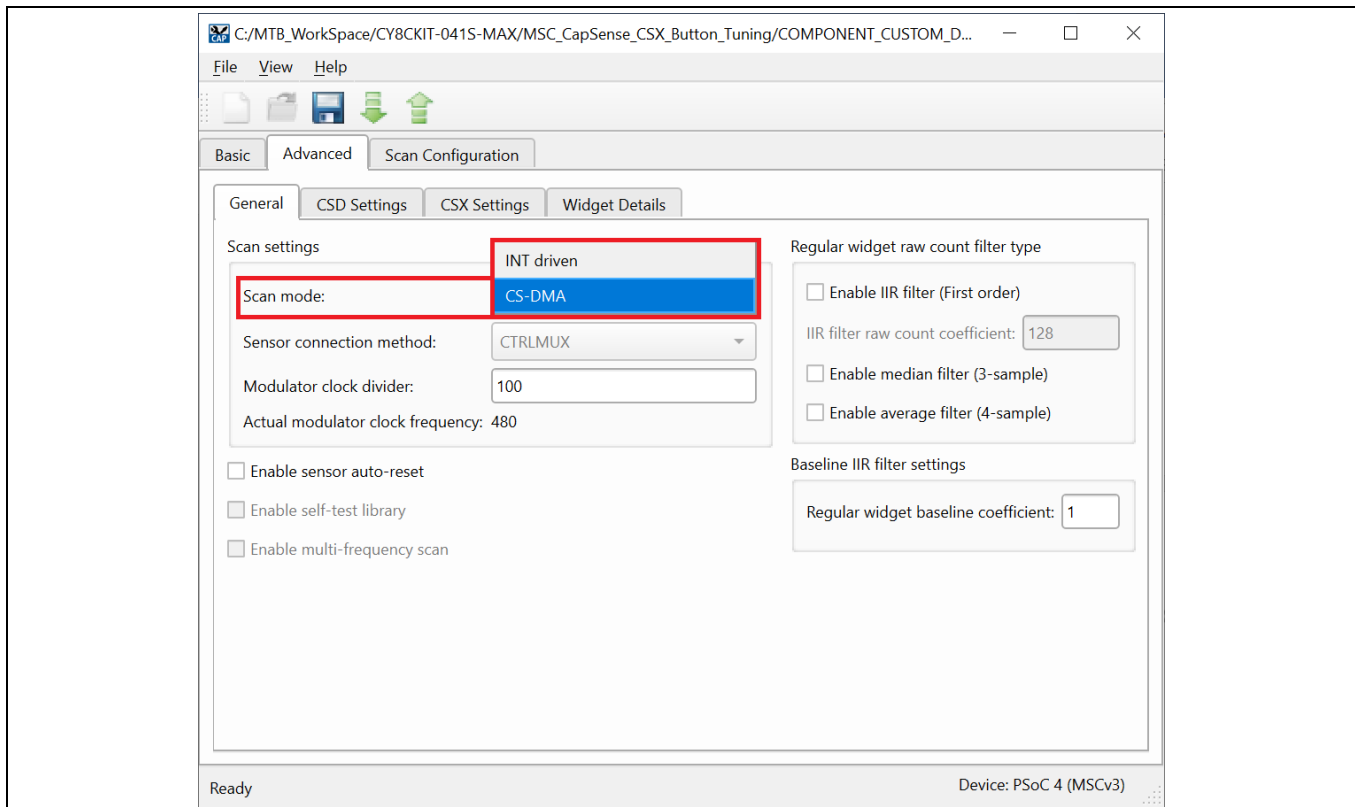 CAP
C:/MTB_WorkSpace/CY8CKIT-041S-MAX/MSC_CapSense_CSX_Button_Tuning/COMPONENT_CUSTOM_D...
File View Help
Basic Advanced Scan Configuration
General CSD Settings CSX Settings Widget Details
Scan settings
INT driven
Scan mode: CS-DMA
Sensor connection method: CTRLMUX
Modulator clock divider: 100
Actual modulator clock frequency: 480
Enable sensor auto-reset
Enable self-test library
Enable multi-frequency scan
Regular widget raw count filter type
Enable IIR filter (First order)
IIR filter raw count coefficient: 128
Enable median filter (3-sample)
Enable average filter (4-sample)
Baseline IIR filter settings
Regular widget baseline coefficient: 1
Ready Device: PSoC 4 (MSCv3)